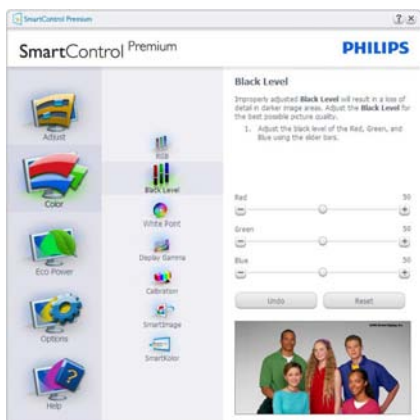 SmartControl Premium
SmartControl Premium
PHILIPS
Adjust
Color
Eco Power
Options
Help
RGB
Black Level
White Point
Display Gamma
Calibration
SmartImage
SmartKolor
Black Level
Improperly adjusted Black Level will result in a loss of
detail in darker image areas. Adjust the Black Level for
the best possible picture quality.
1. Adjust the black level of the Red, Green, and
Blue using the slider bars.
Red 50
Green 50
Blue 50
Undo Reset